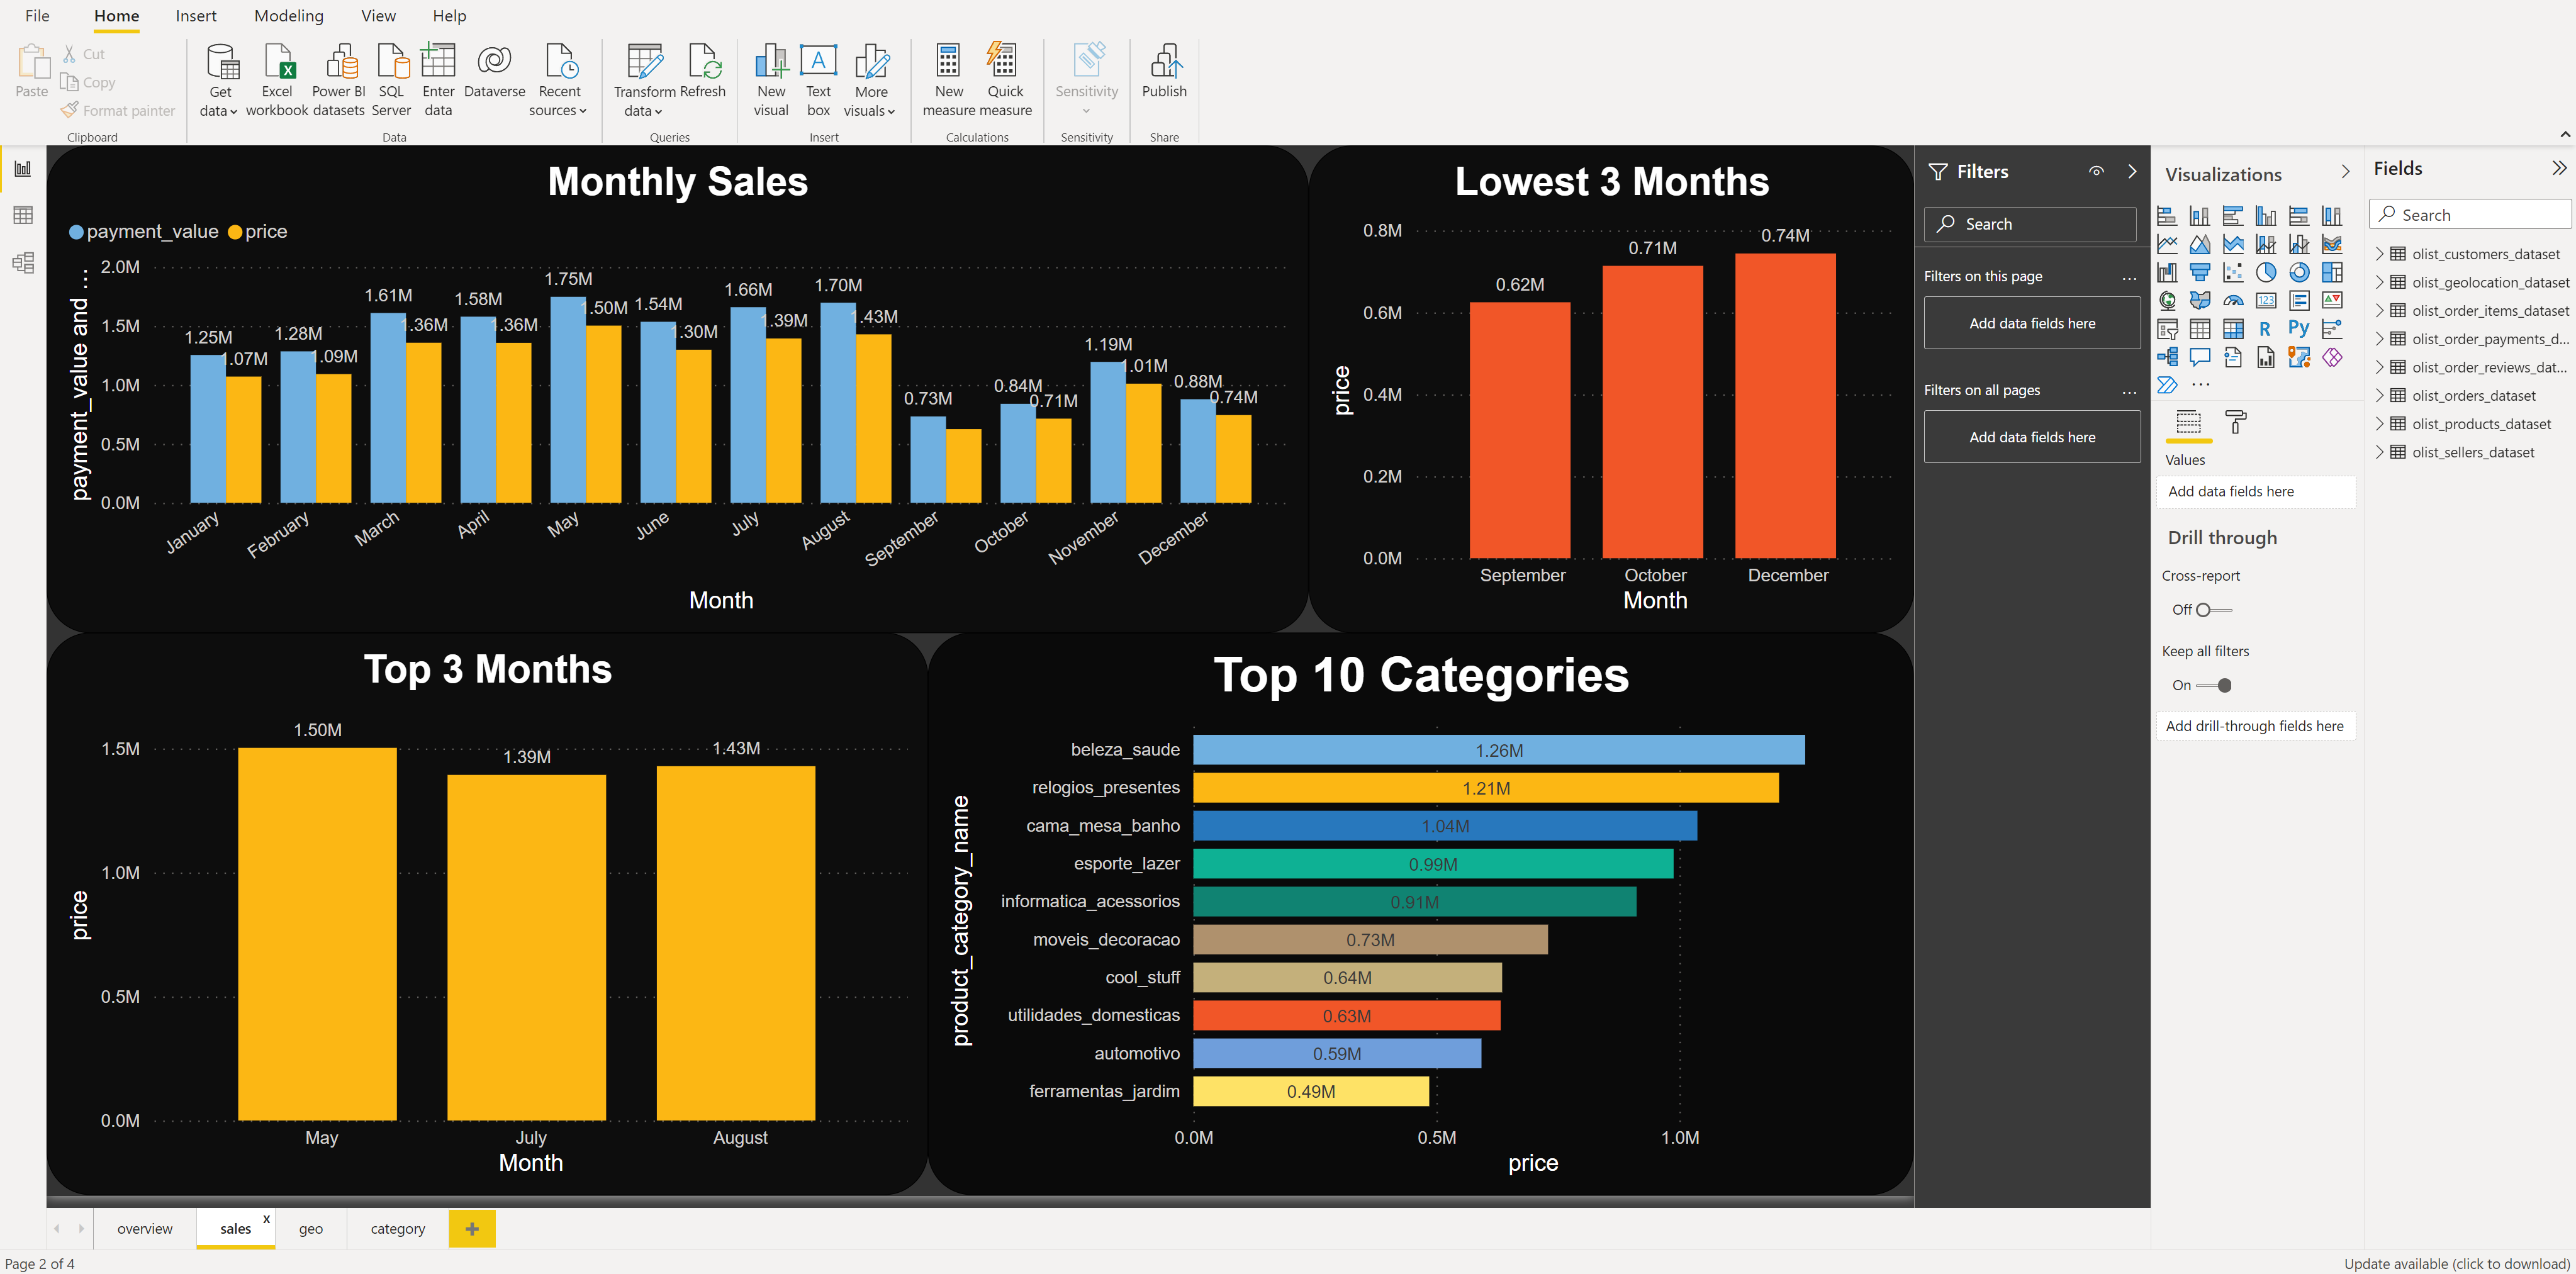 File Home Insert Modeling View Help
Paste
Cut
Copy
Format painter
Clipboard
Get data
Excel workbook
Power BI datasets
SQL Server
Enter data
Dataverse
Recent sources
Data
Transform data
Refresh
Queries
New visual
Text box
More visuals
Insert
New measure
Quick measure
Calculations
Sensitivity
Sensitivity
Publish
Share
Monthly Sales
payment_value price
payment_value and ...
2.0M
1.5M
1.0M
0.5M
0.0M
1.25M 1.07M
1.28M 1.09M
1.61M 1.36M
1.58M 1.36M
1.75M 1.50M
1.54M 1.30M
1.66M 1.39M
1.70M 1.43M
0.73M
0.84M 0.71M
1.19M 1.01M
0.88M 0.74M
January February March April May June July August September October November December
Month
Lowest 3 Months
price
0.8M
0.6M
0.4M
0.2M
0.0M
0.62M 0.71M 0.74M
September October December
Month
Top 3 Months
price
1.5M
1.0M
0.5M
0.0M
1.50M 1.39M 1.43M
May July August
Month
Top 10 Categories
product_category_name
beleza_saude 1.26M
relogios_presentes 1.21M
cama_mesa_banho 1.04M
esporte_lazer 0.99M
informatica_acessorios 0.91M
moveis_decoracao 0.73M
cool_stuff 0.64M
utilidades_domesticas 0.63M
automotivo 0.59M
ferramentas_jardim 0.49M
0.0M 0.5M 1.0M
price
Filters
Search
Filters on this page ...
Add data fields here
Filters on all pages ...
Add data fields here
Visualizations
123
R Py
...
Values
Add data fields here
Drill through
Cross-report
Off
Keep all filters
On
Add drill-through fields here
Fields
Search
olist_customers_dataset
olist_geolocation_dataset
olist_order_items_dataset
olist_order_payments_d...
olist_order_reviews_dat...
olist_orders_dataset
olist_products_dataset
olist_sellers_dataset
overview sales x geo category +
Page 2 of 4
Update available (click to download)